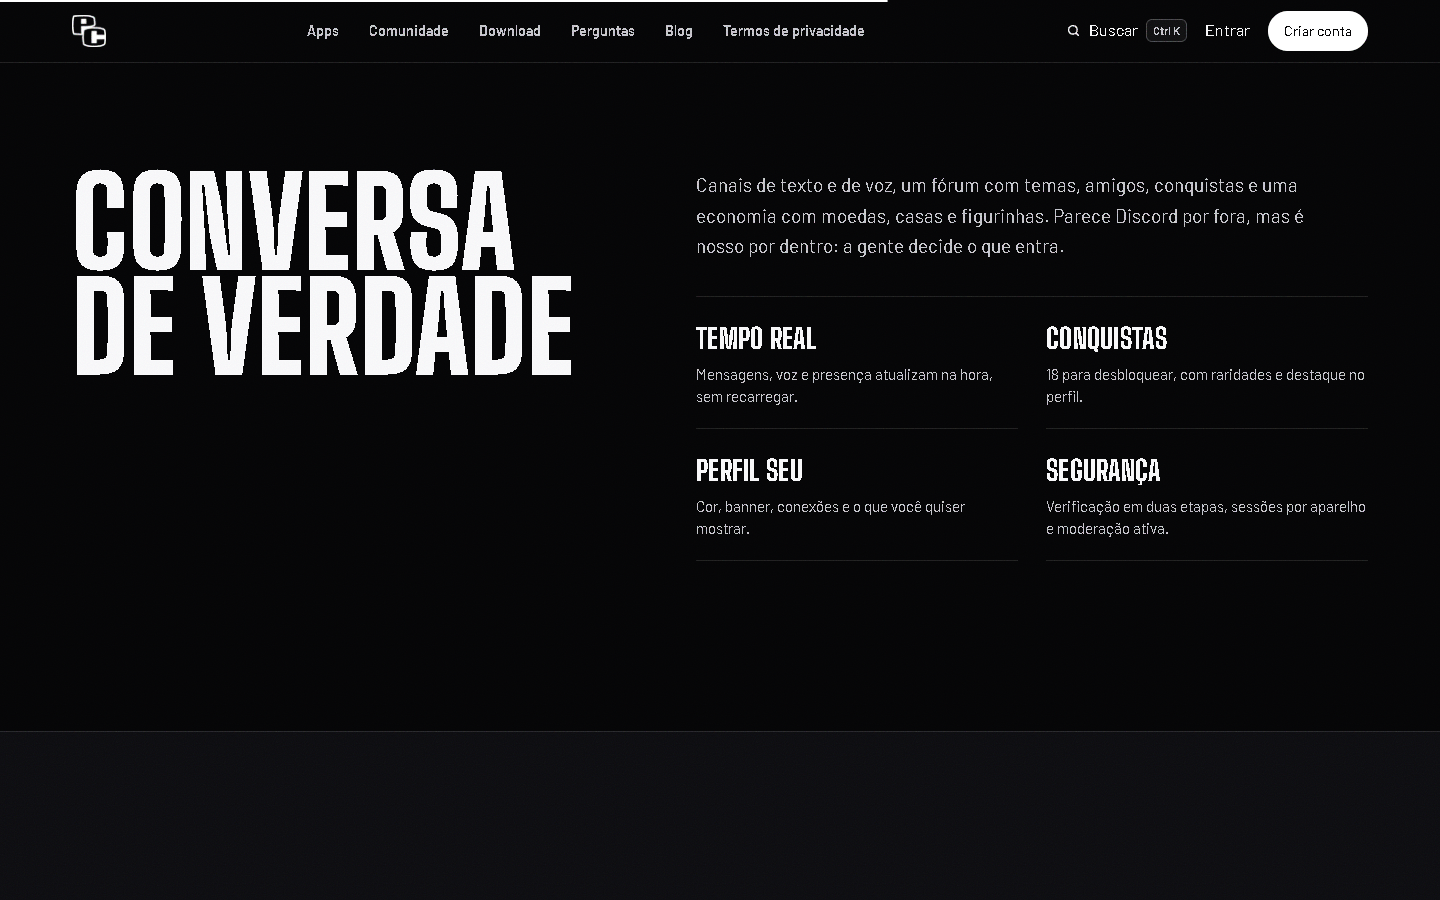 PC
Apps Comunidade Download Perguntas Blog Termos de privacidade Buscar Ctrl K Entrar Criar conta
CONVERSA
DE VERDADE
Canais de texto e de voz, um fórum com temas, amigos, conquistas e uma
economia com moedas, casas e figurinhas. Parece Discord por fora, mas é
nosso por dentro: a gente decide o que entra.
TEMPO REAL
Mensagens, voz e presença atualizam na hora,
sem recarregar.
CONQUISTAS
18 para desbloquear, com raridades e destaque no
perfil.
PERFIL SEU
Cor, banner, conexões e o que você quiser
mostrar.
SEGURANÇA
Verificação em duas etapas, sessões por aparelho
e moderação ativa.